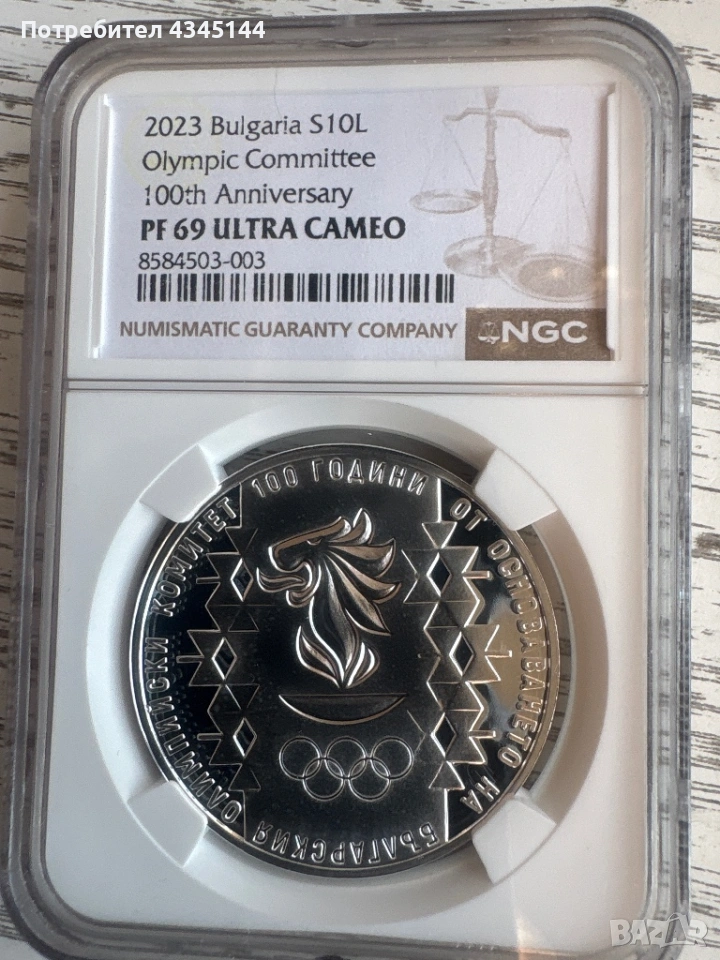 Потребител 4345144
2023 Bulgaria S10L
Olympic Committee
100th Anniversary
PF 69 ULTRA CAMEO
8584503-003
NUMISMATIC GUARANTY COMPANY
NGC
100 ГОДИНИ ОТ ОСНОВАВАНЕТО НА БЪЛГАРСКИЯ ОЛИМПИЙСКИ КОМИТЕТ
BAZAR